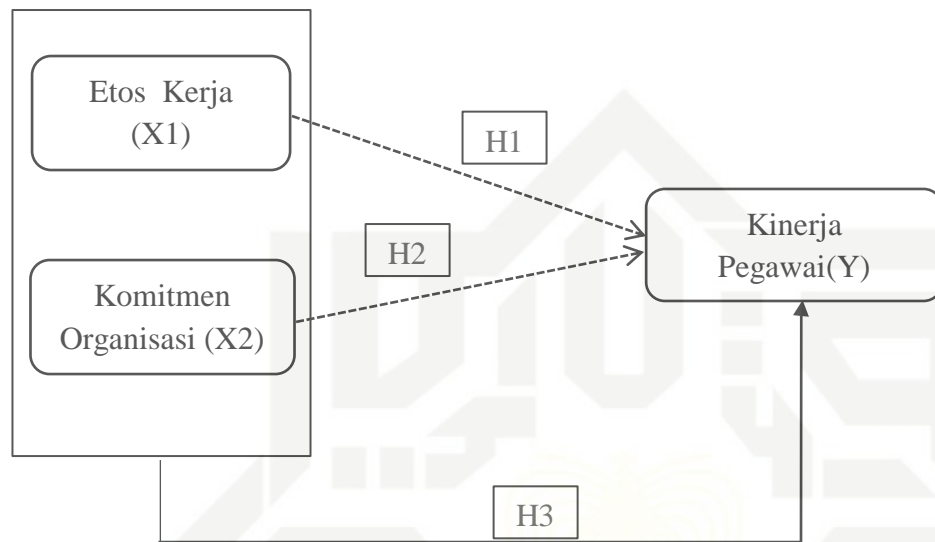 Etos Kerja
(X1)
H1
Kinerja
Pegawai(Y)
H2
Komitmen
Organisasi (X2)
H3